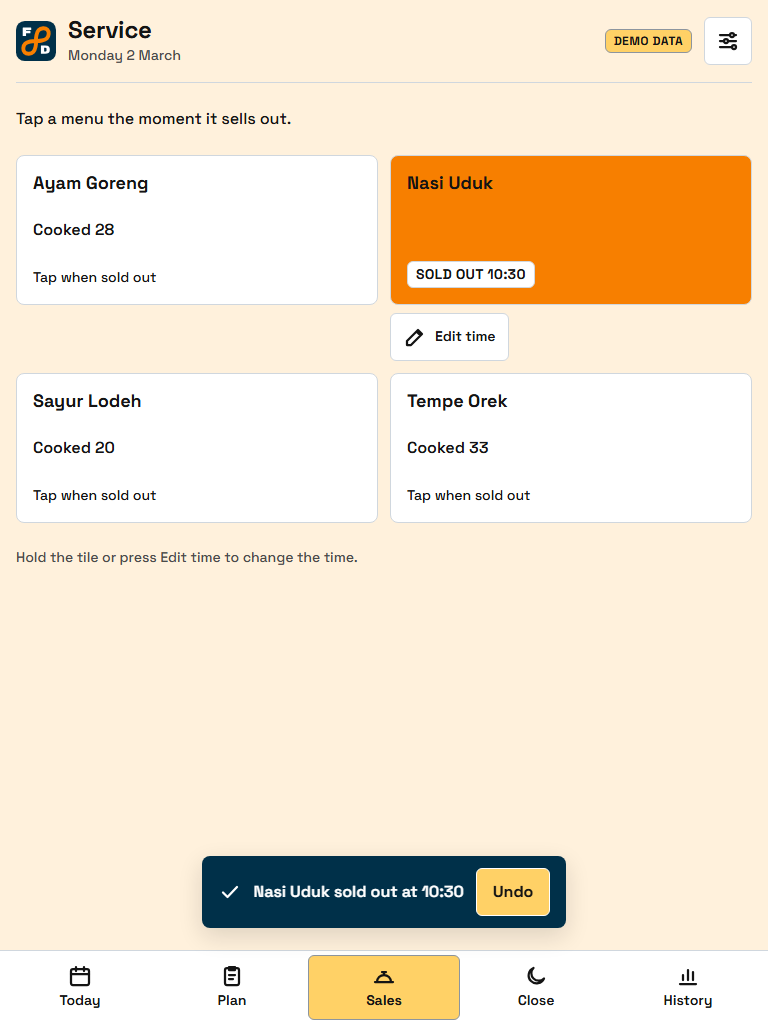 F
D
Service
Monday 2 March
DEMO DATA
Tap a menu the moment it sells out.
Ayam Goreng
Cooked 28
Tap when sold out
Nasi Uduk
SOLD OUT 10:30
Edit time
Sayur Lodeh
Cooked 20
Tap when sold out
Tempe Orek
Cooked 33
Tap when sold out
Hold the tile or press Edit time to change the time.
Nasi Uduk sold out at 10:30
Undo
Today
Plan
Sales
Close
History